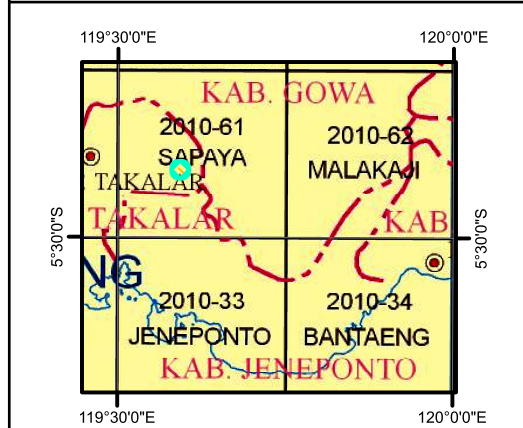 119°30'0"E 120°0'0"E
KAB. GOWA
2010-61 2010-62
SAPAYA MALAKAJI
TAKALAR
TAKALAR KAB
5°30'0"S 5°30'0"S
NG
2010-33 2010-34
JENEPONTO BANTAENG
KAB. JENEPONTO
119°30'0"E 120°0'0"E